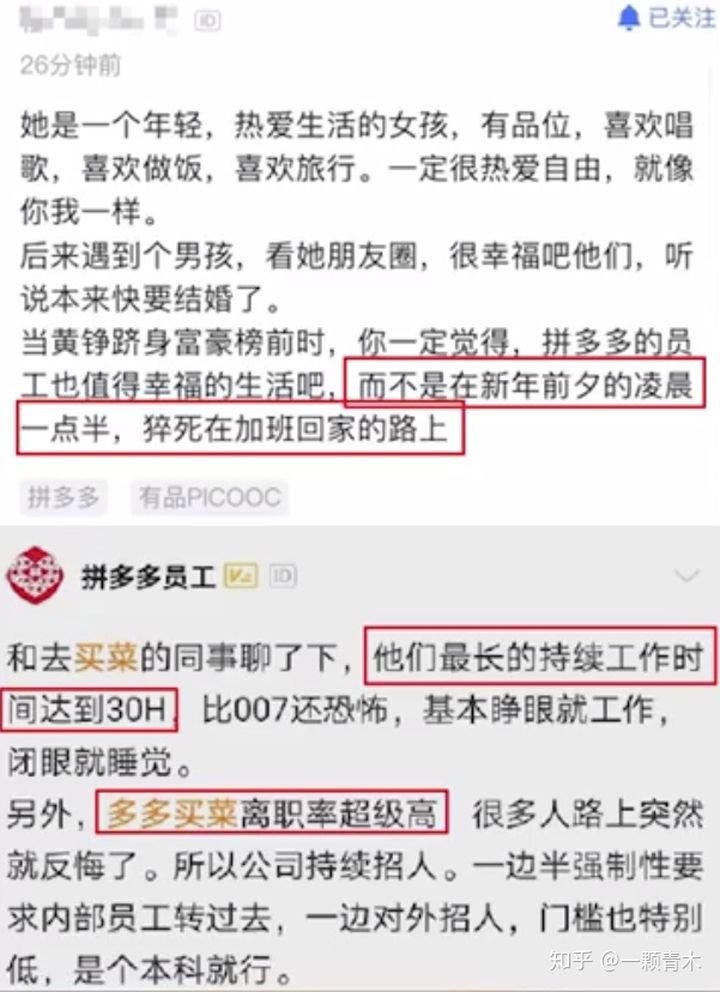 ID
已关注
26分钟前
她是一个年轻，热爱生活的女孩，有品位，喜欢唱
歌，喜欢做饭，喜欢旅行。一定很热爱自由，就像
你我一样。
后来遇到个男孩，看她朋友圈，很幸福吧他们，听
说本来快要结婚了。
当黄铮跻身富豪榜前时，你一定觉得，拼多多的员
工也值得幸福的生活吧，而不是在新年前夕的凌晨
一点半，猝死在加班回家的路上
拼多多 有品PICOOC
拼多多员工 ID
和去买菜的同事聊了下，他们最长的持续工作时
间达到30H，比007还恐怖，基本睁眼就工作，
闭眼就睡觉。
另外，多多买菜离职率超级高 很多人路上突然
就反悔了。所以公司持续招人。一边半强制性要
求内部员工转过去，一边对外招人，门槛也特别
低，是个本科就行。
知乎 @一颗青木